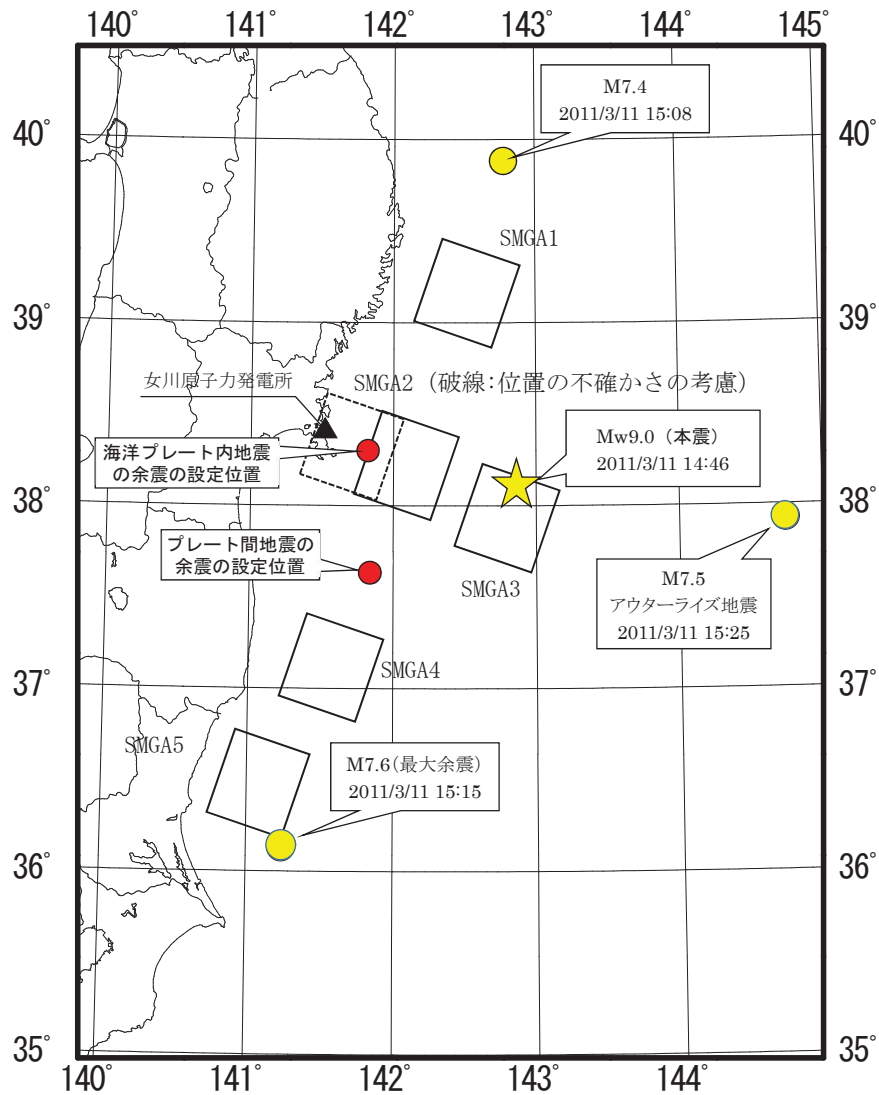 140°
141°
142°
143°
145°
M7.4
2011/3/11 15:08
40°
40°
SMGA1
39°
39°
女川原子力発電所
SMGA2 (破線:位置の不確かさの考慮)
海洋プレート内地震
の余震の設定位置
Mw9.0 (本震)
2011/3/11 14:46
38°
38°
プレート間地震の
余震の設定位置
SMGA3
M7.5
アウターライズ地震
2011/3/11 15:25
37°
37°
SMGA4
SMGA5
M7.6(最大余震)
2011/3/11 15:15
36°
36°
35°
35°
140°
141°
142°
143°
144°